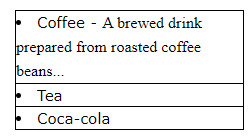 • Coffee - A brewed drink
prepared from roasted coffee
beans...
• Tea
• Coca-cola